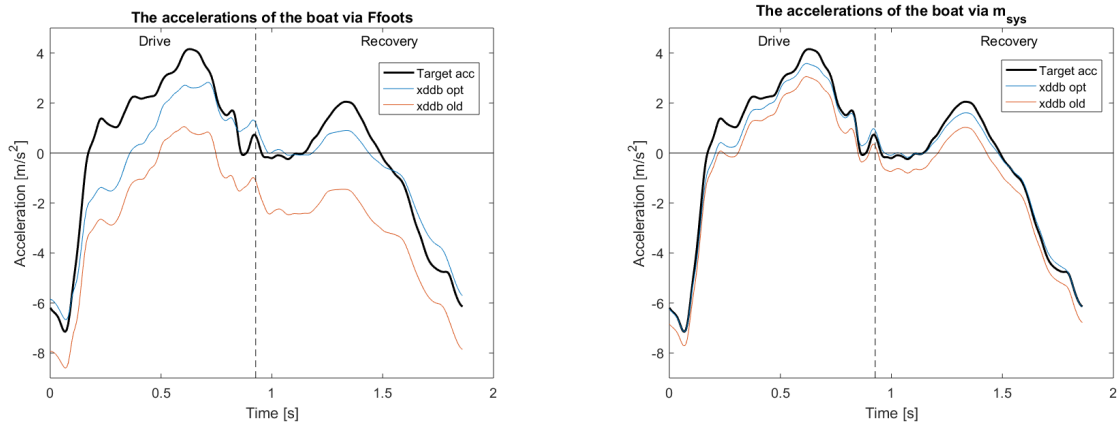 The accelerations of the boat via Ffoots
Drive
Recovery
Target acc
xddb opt
xddb old
Acceleration [m/s²]
4
2
0
-2
-4
-6
-8
0
0.5
1
1.5
2
Time [s]
The accelerations of the boat via m_sys
Drive
Recovery
Target acc
xddb opt
xddb old
Acceleration [m/s²]
4
2
0
-2
-4
-6
-8
0
0.5
1
1.5
2
Time [s]